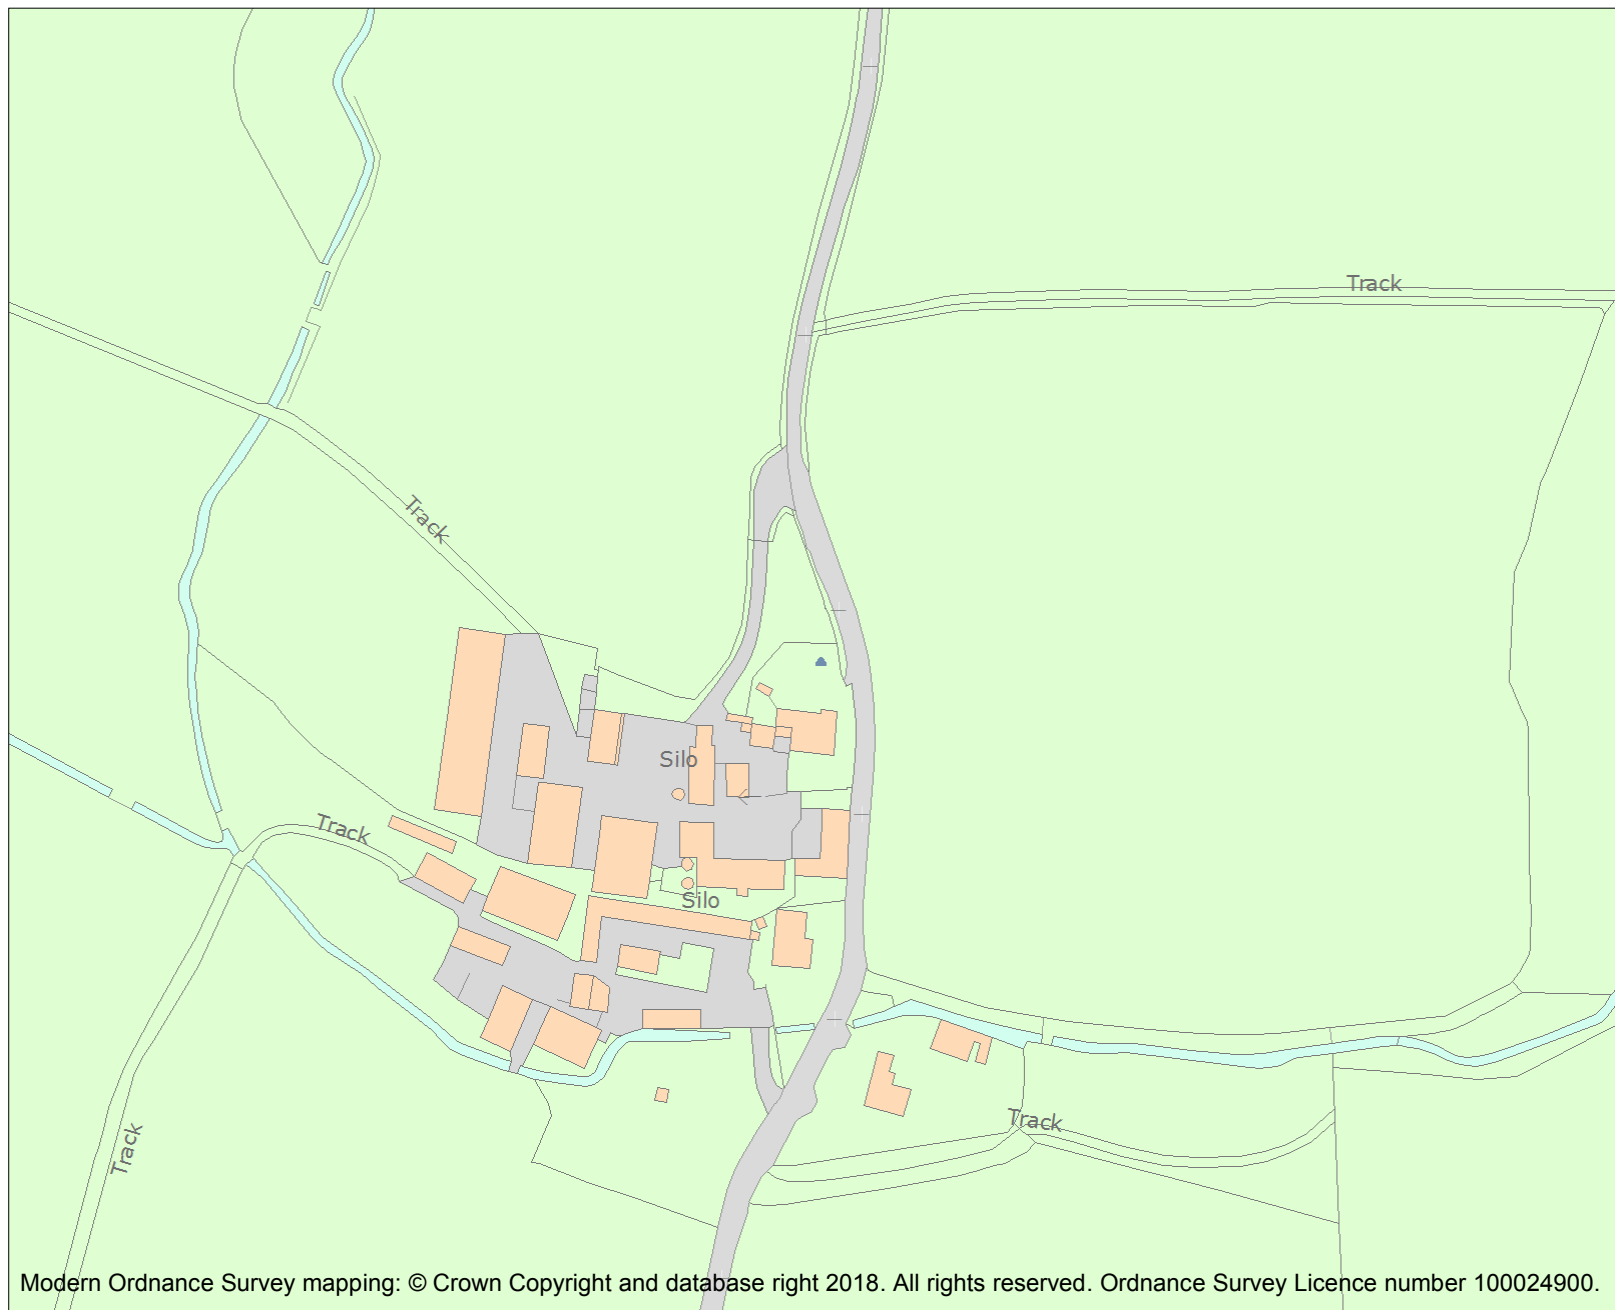 Track
Track
Silo
Track
Silo
Track
Track
Modern Ordnance Survey mapping: © Crown Copyright and database right 2018. All rights reserved. Ordnance Survey Licence number 100024900.